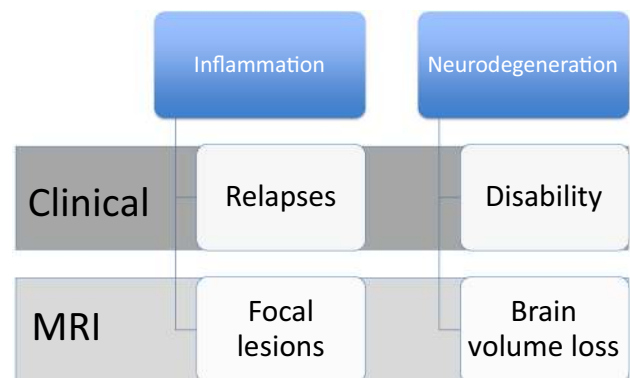 Inflammation
Neurodegeneration
Clinical
Relapses
Disability
MRI
Focal
lesions
Brain
volume loss